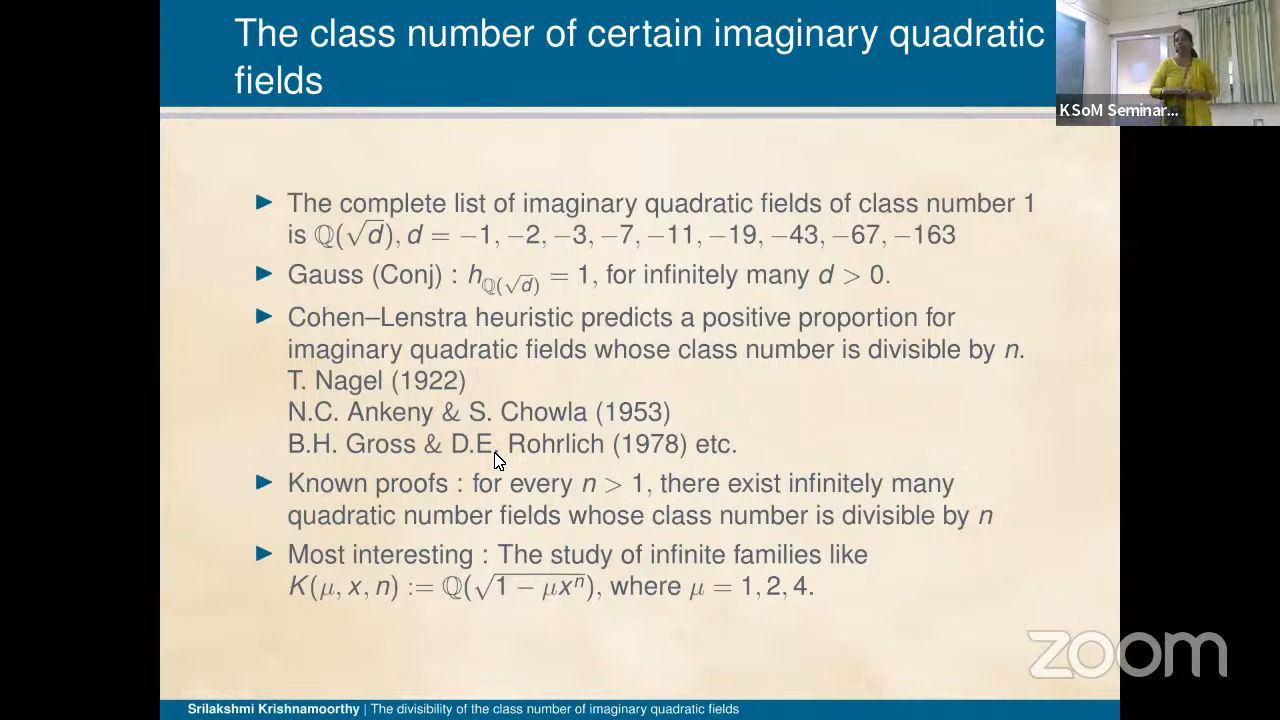 The class number of certain imaginary quadratic
fields
KSoM Seminar...
▶ The complete list of imaginary quadratic fields of class number 1
is ℚ(√d), d = −1, −2, −3, −7, −11, −19, −43, −67, −163
▶ Gauss (Conj) : h_{ℚ(√d)} = 1, for infinitely many d > 0.
▶ Cohen–Lenstra heuristic predicts a positive proportion for
imaginary quadratic fields whose class number is divisible by n.
T. Nagel (1922)
N.C. Ankeny & S. Chowla (1953)
B.H. Gross & D.E. Rohrlich (1978) etc.
▶ Known proofs : for every n > 1, there exist infinitely many
quadratic number fields whose class number is divisible by n
▶ Most interesting : The study of infinite families like
K(μ, x, n) := ℚ(√(1 − μxⁿ)), where μ = 1, 2, 4.
zoom
Srilakshmi Krishnamoorthy | The divisibility of the class number of imaginary quadratic fields